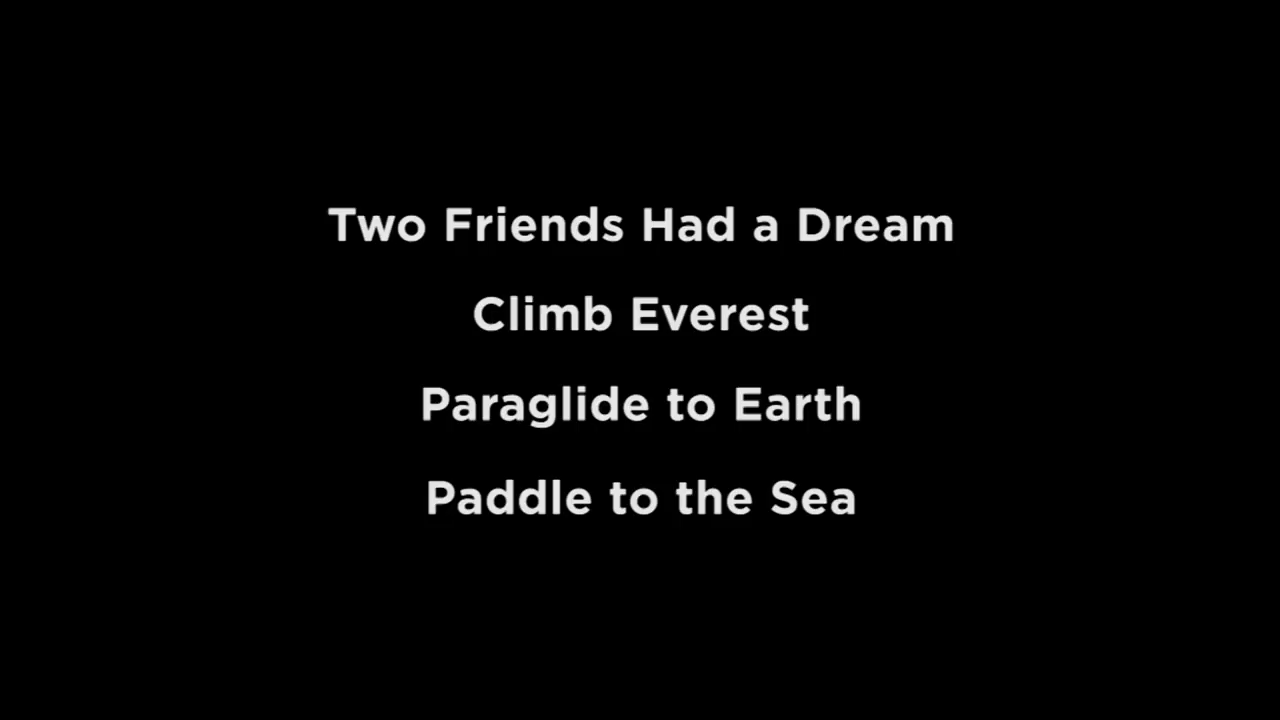 Two Friends Had a Dream
Climb Everest
Paraglide to Earth
Paddle to the Sea